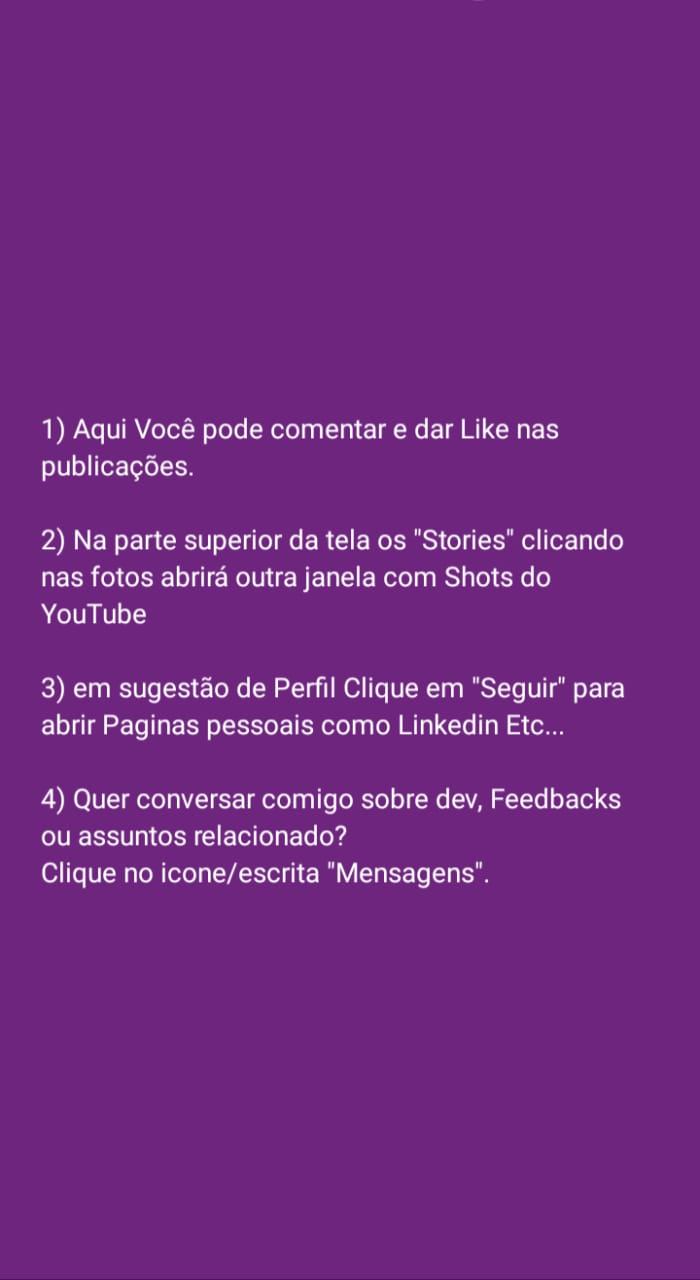 1) Aqui Você pode comentar e dar Like nas
publicações.
2) Na parte superior da tela os "Stories" clicando
nas fotos abrirá outra janela com Shots do
YouTube
3) em sugestão de Perfil Clique em "Seguir" para
abrir Paginas pessoais como Linkedin Etc...
4) Quer conversar comigo sobre dev, Feedbacks
ou assuntos relacionado?
Clique no icone/escrita "Mensagens".